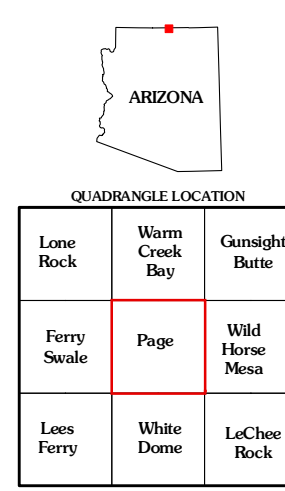 ARIZONA
QUADRANGLE LOCATION
Lone
Rock
Warm
Creek
Bay
Gunsight
Butte
Ferry
Swale
Page
Wild
Horse
Mesa
Lees
Ferry
White
Dome
LeChee
Rock